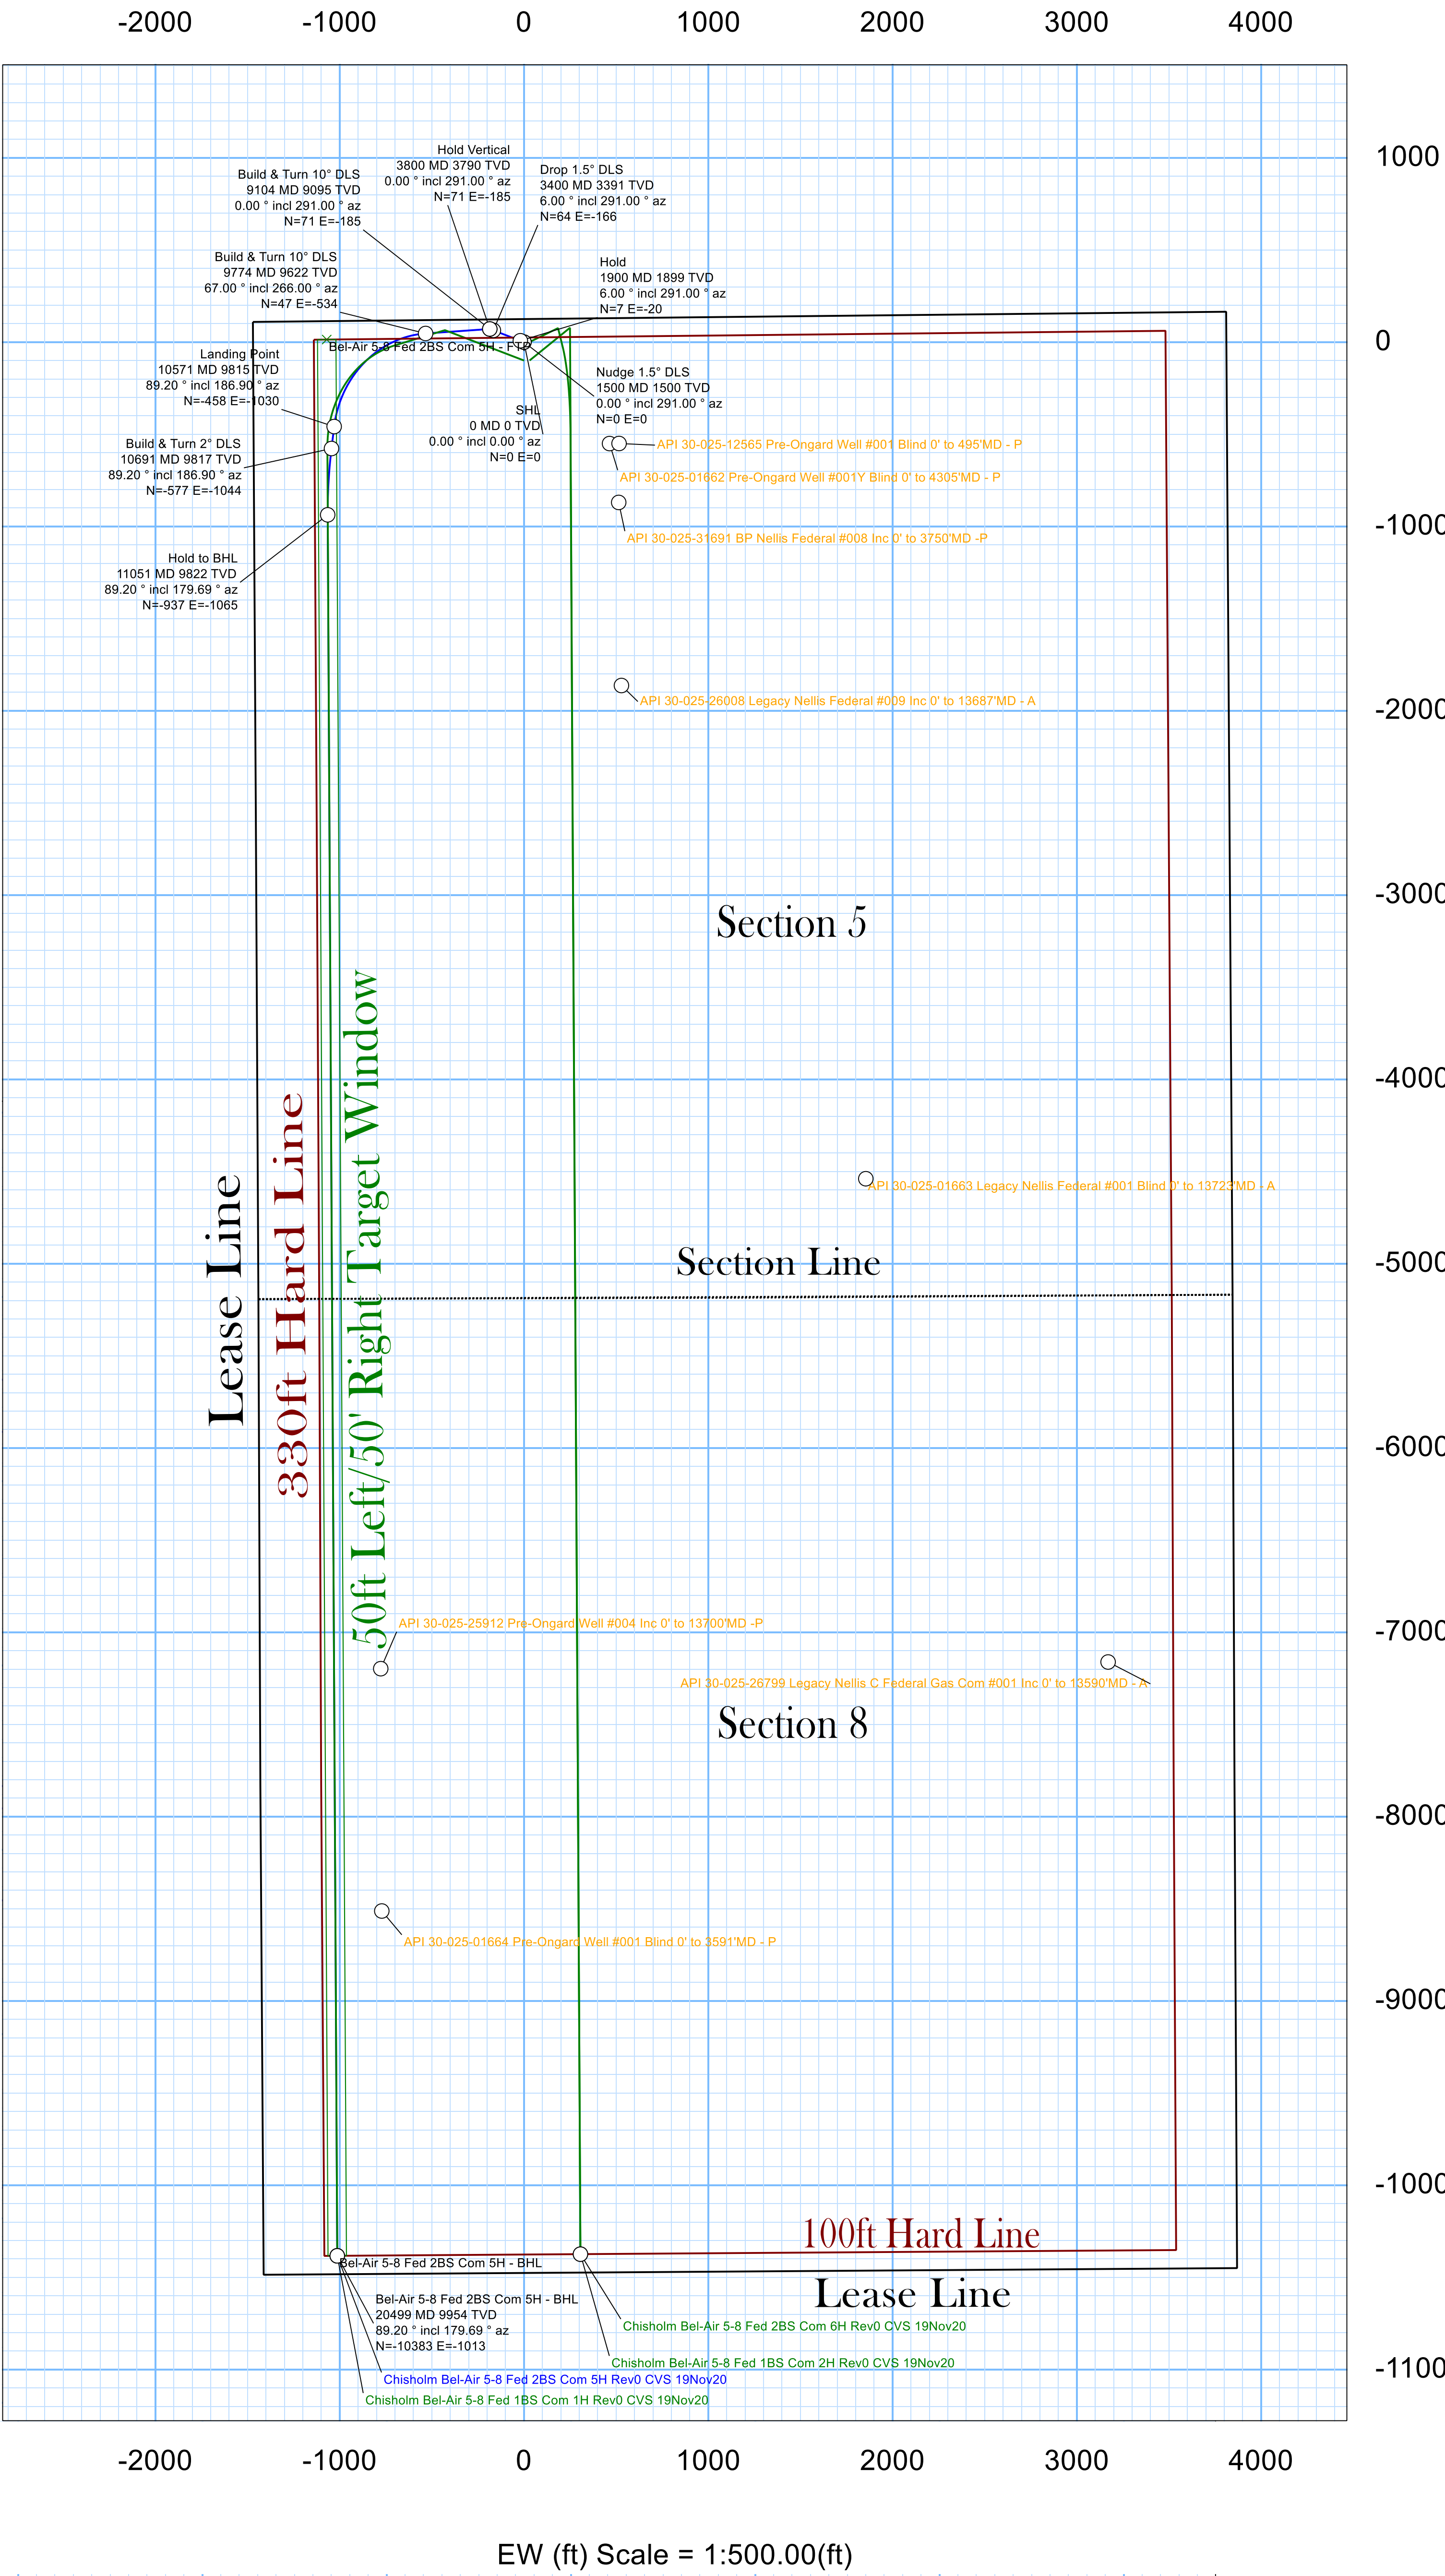 -2000 -1000 0 1000 2000 3000 4000
1000
0
-1000
-2000
-3000
-4000
-5000
-6000
-7000
-8000
-9000
-1000
-1100
Hold Vertical
3800 MD 3790 TVD
0.00 ° incl 291.00 ° az
N=71 E=-185
Drop 1.5° DLS
3400 MD 3391 TVD
6.00 ° incl 291.00 ° az
N=64 E=-166
Build & Turn 10° DLS
9104 MD 9095 TVD
0.00 ° incl 291.00 ° az
N=71 E=-185
Build & Turn 10° DLS
9774 MD 9622 TVD
67.00 ° incl 266.00 ° az
N=47 E=-534
Hold
1900 MD 1899 TVD
6.00 ° incl 291.00 ° az
N=7 E=-20
Bel-Air 5-8 Fed 2BS Com 5H - FTP
Landing Point
10571 MD 9815 TVD
89.20 ° incl 186.90 ° az
N=-458 E=-1030
Nudge 1.5° DLS
1500 MD 1500 TVD
0.00 ° incl 291.00 ° az
N=0 E=0
SHL
0 MD 0 TVD
0.00 ° incl 0.00 ° az
N=0 E=0
Build & Turn 2° DLS
10691 MD 9817 TVD
89.20 ° incl 186.90 ° az
N=-577 E=-1044
API 30-025-12565 Pre-Ongard Well #001 Blind 0' to 495'MD - P
API 30-025-01662 Pre-Ongard Well #001Y Blind 0' to 4305'MD - P
API 30-025-31691 BP Nellis Federal #008 Inc 0' to 3750'MD -P
Hold to BHL
11051 MD 9822 TVD
89.20 ° incl 179.69 ° az
N=-937 E=-1065
API 30-025-26008 Legacy Nellis Federal #009 Inc 0' to 13687'MD - A
Section 5
API 30-025-01663 Legacy Nellis Federal #001 Blind 0' to 13723'MD - A
Section Line
Lease Line
330ft Hard Line
50ft Left/50' Right Target Window
API 30-025-25912 Pre-Ongard Well #004 Inc 0' to 13700'MD -P
API 30-025-26799 Legacy Nellis C Federal Gas Com #001 Inc 0' to 13590'MD - A
Section 8
API 30-025-01664 Pre-Ongard Well #001 Blind 0' to 3591'MD - P
100ft Hard Line
Bel-Air 5-8 Fed 2BS Com 5H - BHL
Lease Line
Bel-Air 5-8 Fed 2BS Com 5H - BHL
20499 MD 9954 TVD
89.20 ° incl 179.69 ° az
N=-10383 E=-1013
Chisholm Bel-Air 5-8 Fed 2BS Com 6H Rev0 CVS 19Nov20
Chisholm Bel-Air 5-8 Fed 1BS Com 2H Rev0 CVS 19Nov20
Chisholm Bel-Air 5-8 Fed 2BS Com 5H Rev0 CVS 19Nov20
Chisholm Bel-Air 5-8 Fed 1BS Com 1H Rev0 CVS 19Nov20
-2000 -1000 0 1000 2000 3000 4000
EW (ft) Scale = 1:500.00(ft)